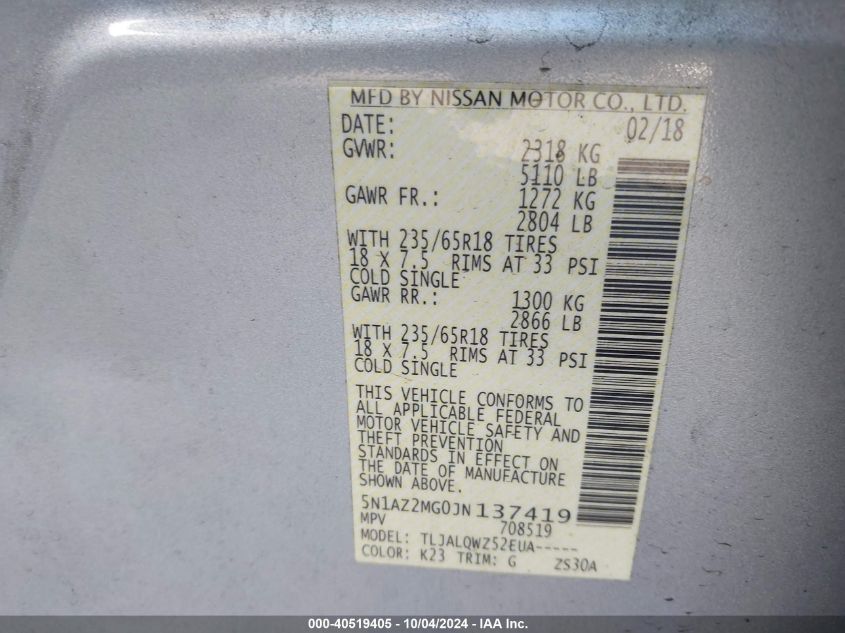 MFD BY NISSAN MOTOR CO., LTD.
DATE: 02/18
GVWR: 2318 KG
5110 LB
GAWR FR.: 1272 KG
2804 LB
WITH 235/65R18 TIRES
18 X 7.5 RIMS AT 33 PSI
COLD SINGLE
GAWR RR.: 1300 KG
2866 LB
WITH 235/65R18 TIRES
18 X 7.5 RIMS AT 33 PSI
COLD SINGLE
THIS VEHICLE CONFORMS TO
ALL APPLICABLE FEDERAL
MOTOR VEHICLE SAFETY AND
THEFT PREVENTION
STANDARDS IN EFFECT ON
THE DATE OF MANUFACTURE
SHOWN ABOVE.
5N1AZ2MG0JN137419
MPV 708519
MODEL: TLJALQWZ52EUA-----
COLOR: K23 TRIM: G ZS30A
000-40519405 - 10/04/2024 - IAA Inc.